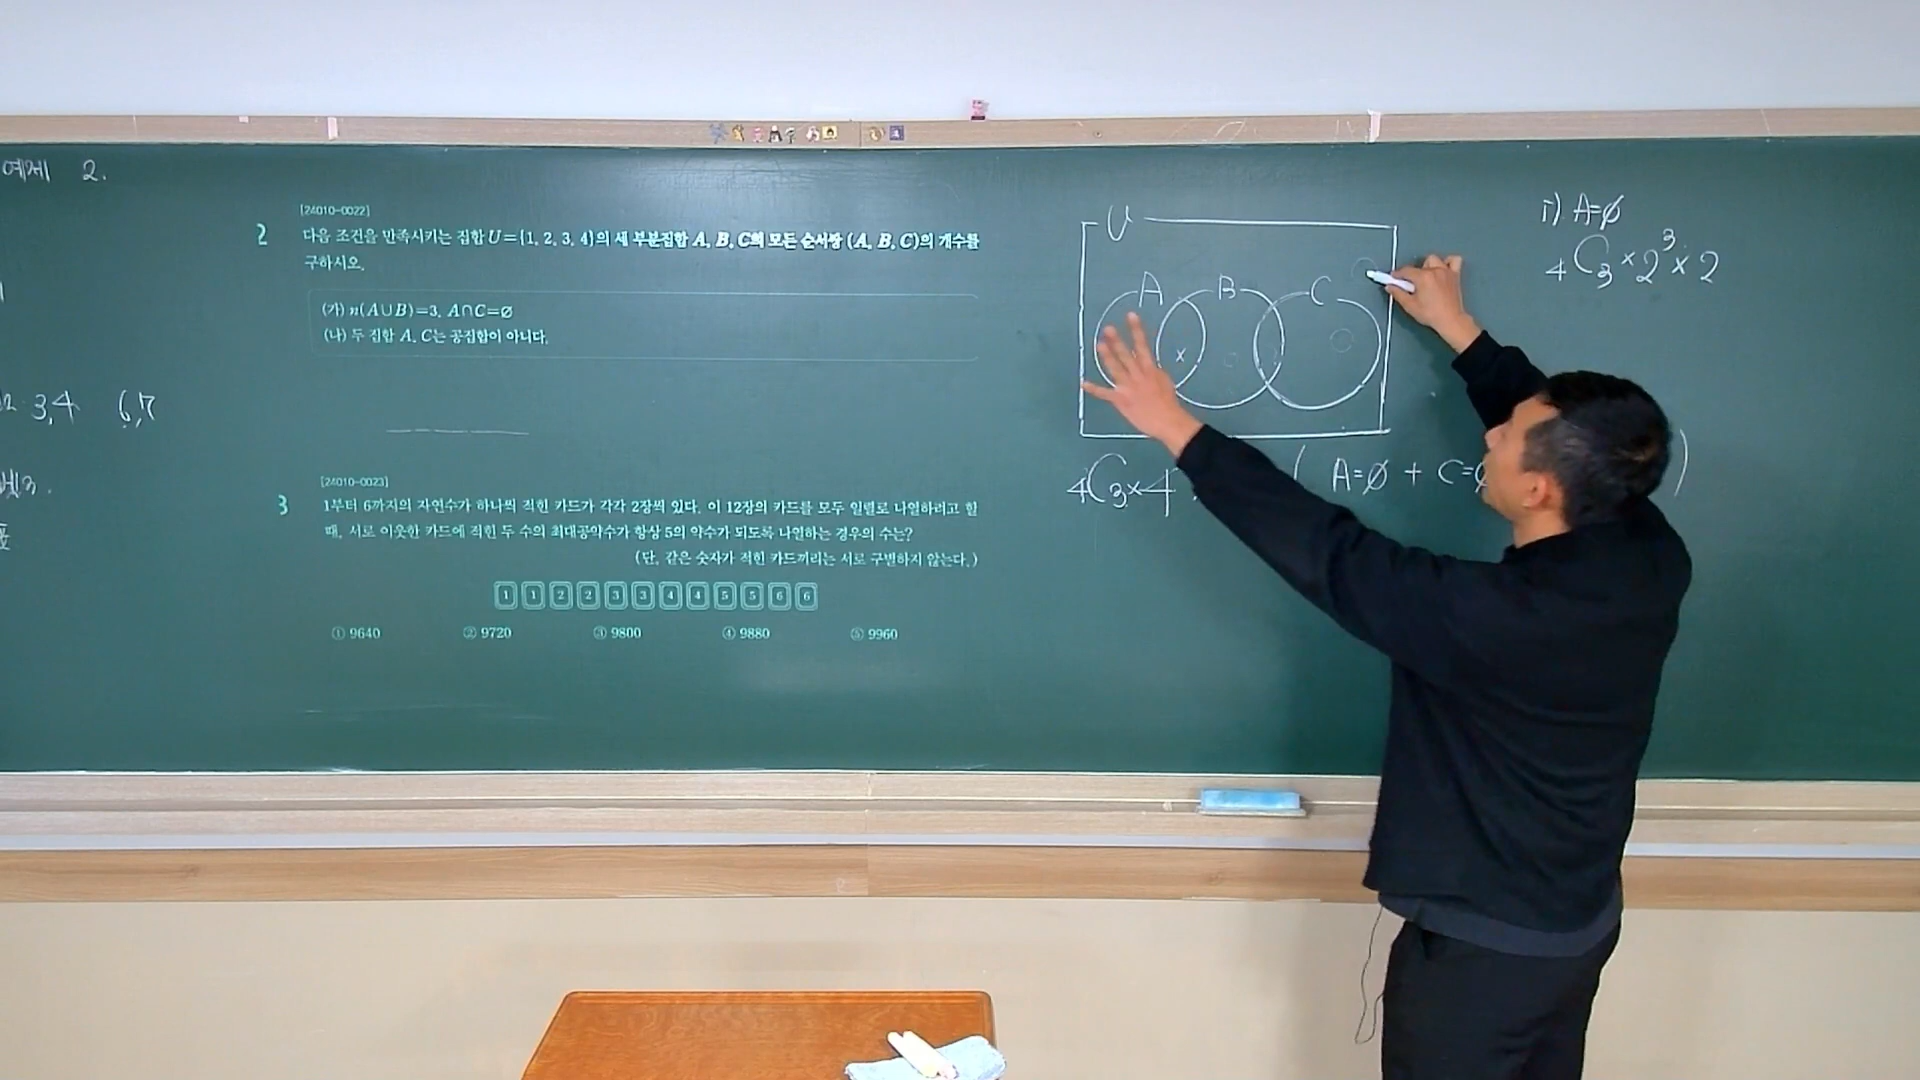 예제 2.
3,4 6,7
3.
[24010-0022]
2 다음 조건을 만족시키는 집합 U={1, 2, 3, 4}의 세 부분집합 A, B, C의 모든 순서쌍 (A, B, C)의 개수를
구하시오.
(가) n(A∪B)=3, A∩C=∅
(나) 두 집합 A, C는 공집합이 아니다.
[24010-0023]
3 1부터 6까지의 자연수가 하나씩 적힌 카드가 각각 2장씩 있다. 이 12장의 카드를 모두 일렬로 나열하려고 할
때, 서로 이웃한 카드에 적힌 두 수의 최대공약수가 항상 5의 약수가 되도록 나열하는 경우의 수는?
(단, 같은 숫자가 적힌 카드끼리는 서로 구별하지 않는다.)
1 1 2 2 3 3 4 4 5 5 6 6
① 9640 ② 9720 ③ 9800 ④ 9880 ⑤ 9960
U
A B C
x
₄C₃×4
( A=∅ + C=∅ )
i) A=∅
₄C₃×2³×2